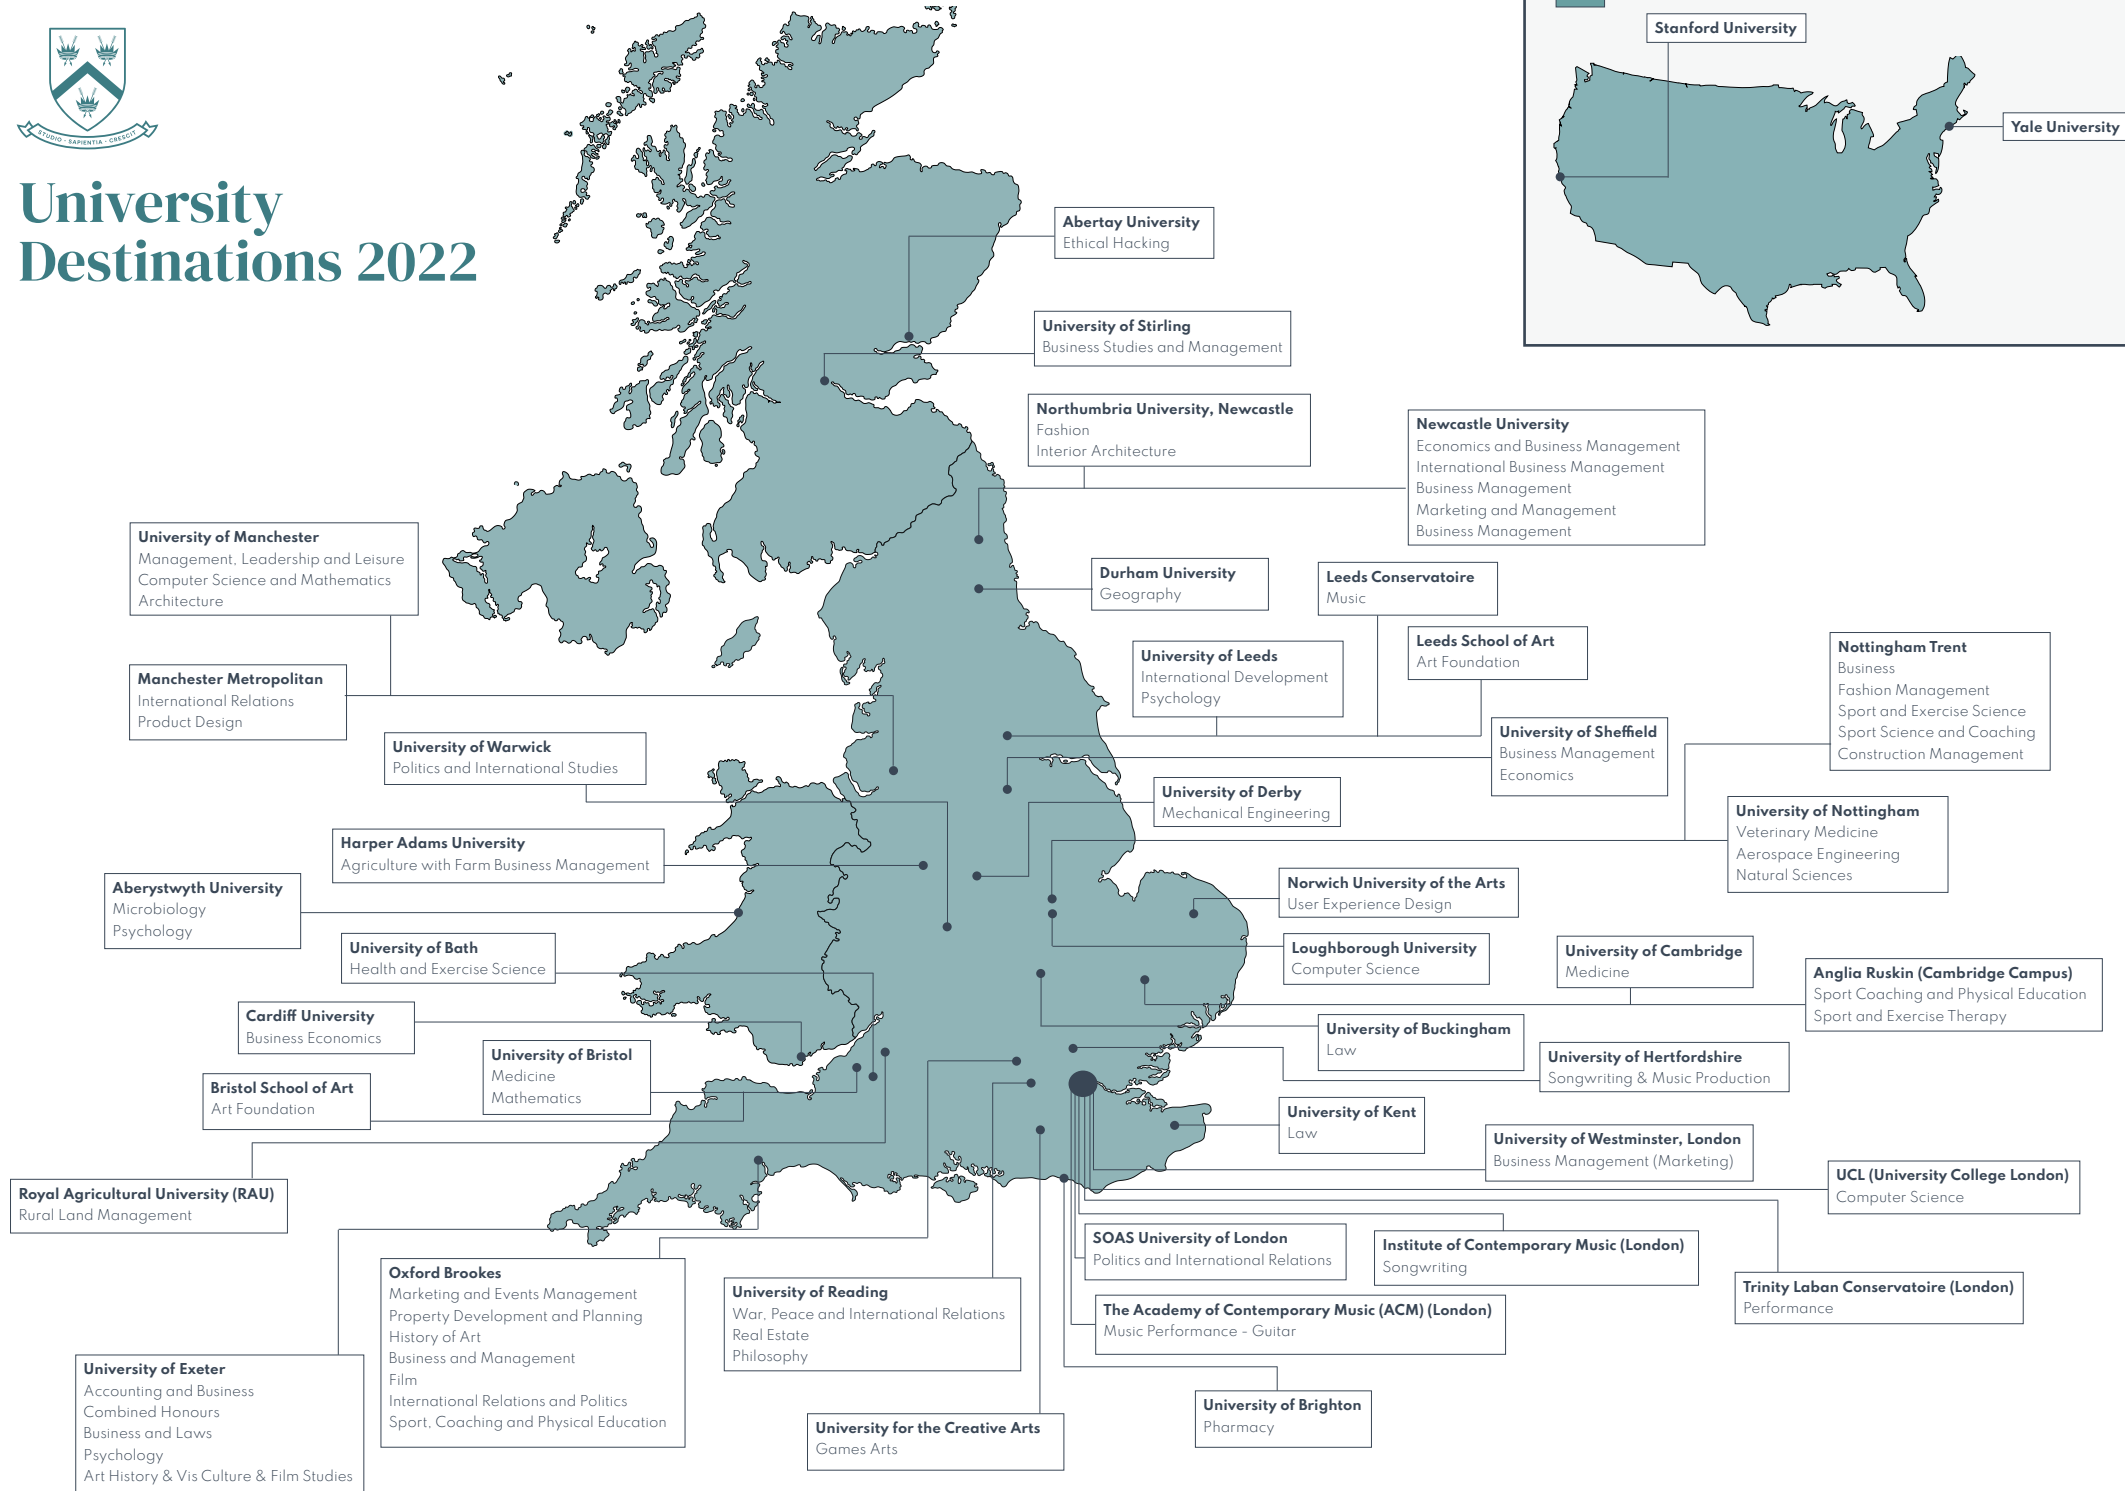 STUDIO · SAPIENTIA · CRESCIT
University
Destinations 2022
Stanford University
Yale University
Abertay University
Ethical Hacking
University of Stirling
Business Studies and Management
Northumbria University, Newcastle
Fashion
Interior Architecture
Newcastle University
Economics and Business Management
International Business Management
Business Management
Marketing and Management
Business Management
University of Manchester
Management, Leadership and Leisure
Computer Science and Mathematics
Architecture
Durham University
Geography
Leeds Conservatoire
Music
Leeds School of Art
Art Foundation
University of Leeds
International Development
Psychology
Nottingham Trent
Business
Fashion Management
Sport and Exercise Science
Sport Science and Coaching
Construction Management
Manchester Metropolitan
International Relations
Product Design
University of Warwick
Politics and International Studies
University of Sheffield
Business Management
Economics
University of Derby
Mechanical Engineering
University of Nottingham
Veterinary Medicine
Aerospace Engineering
Natural Sciences
Harper Adams University
Agriculture with Farm Business Management
Aberystwyth University
Microbiology
Psychology
Norwich University of the Arts
User Experience Design
University of Bath
Health and Exercise Science
Loughborough University
Computer Science
University of Cambridge
Medicine
Anglia Ruskin (Cambridge Campus)
Sport Coaching and Physical Education
Sport and Exercise Therapy
Cardiff University
Business Economics
University of Buckingham
Law
University of Bristol
Medicine
Mathematics
University of Hertfordshire
Songwriting & Music Production
Bristol School of Art
Art Foundation
University of Kent
Law
University of Westminster, London
Business Management (Marketing)
UCL (University College London)
Computer Science
Royal Agricultural University (RAU)
Rural Land Management
SOAS University of London
Politics and International Relations
Institute of Contemporary Music (London)
Songwriting
Trinity Laban Conservatoire (London)
Performance
Oxford Brookes
Marketing and Events Management
Property Development and Planning
History of Art
Business and Management
Film
International Relations and Politics
Sport, Coaching and Physical Education
University of Reading
War, Peace and International Relations
Real Estate
Philosophy
The Academy of Contemporary Music (ACM) (London)
Music Performance - Guitar
University of Exeter
Accounting and Business
Combined Honours
Business and Laws
Psychology
Art History & Vis Culture & Film Studies
University for the Creative Arts
Games Arts
University of Brighton
Pharmacy